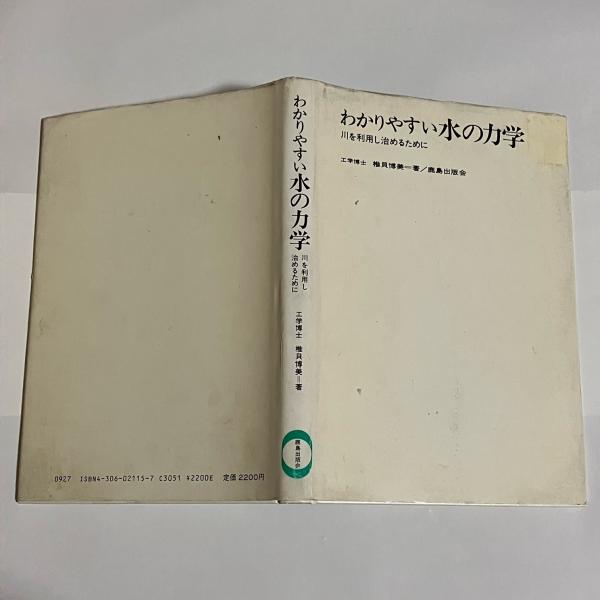 わかりやすい水の力学
川を利用し治めるために
工学博士 椎貝博美=著/鹿島出版会
わかりやすい水の力学
川を利用し
治めるために
工学博士 椎貝博美=著
鹿島出版会
0927 ISBN4-306-02115-7 C3051 ¥2200E 定価2200円